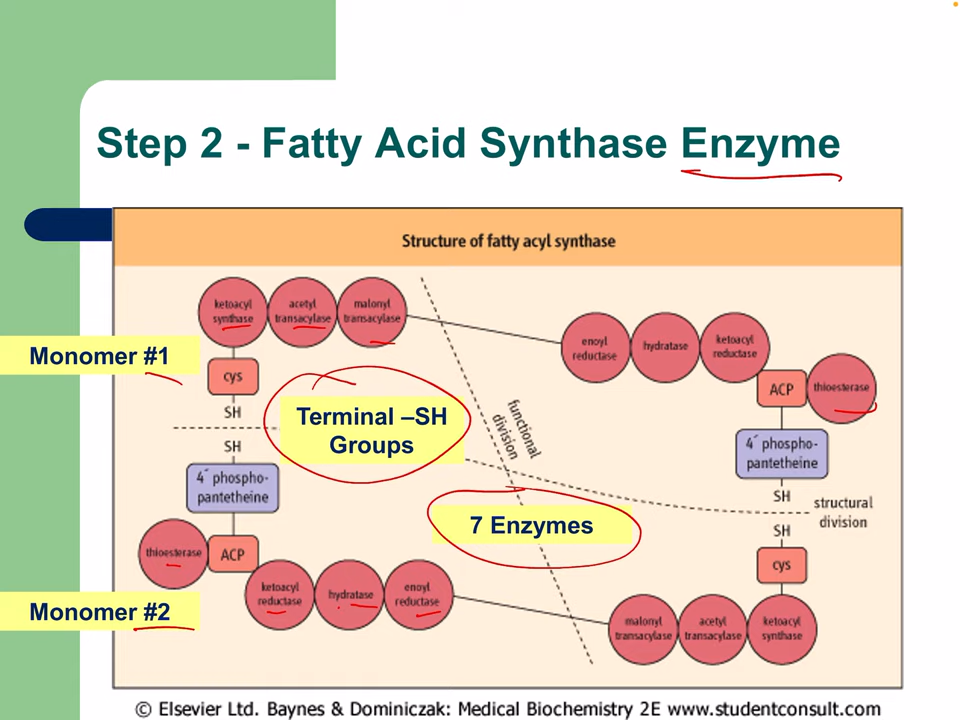 Step 2 - Fatty Acid Synthase Enzyme
Structure of fatty acyl synthase
ketoacyl
synthase
acetyl
transacylase
malonyl
transacylase
enoyl
reductase
hydratase
ketoacyl
reductase
Monomer #1
cys
ACP
thioesterase
SH
Terminal –SH
Groups
functional
division
SH
4´ phospho-
pantetheine
4´ phospho-
pantetheine
SH
structural
division
7 Enzymes
SH
thioesterase
ACP
cys
ketoacyl
reductase
hydratase
enoyl
reductase
Monomer #2
malonyl
transacylase
acetyl
transacylase
ketoacyl
synthase
© Elsevier Ltd. Baynes & Dominiczak: Medical Biochemistry 2E www.studentconsult.com